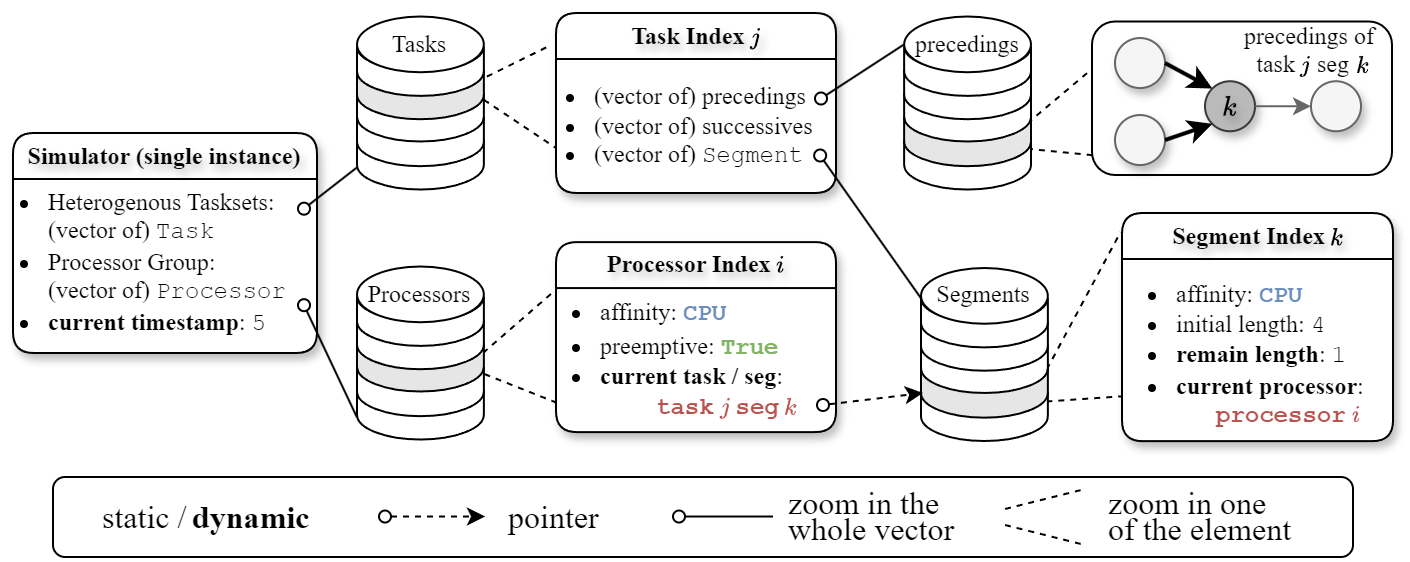 Simulator (single instance)
• Heterogenous Tasksets:
(vector of) Task
• Processor Group:
(vector of) Processor
• current timestamp: 5
Tasks
Task Index j
• (vector of) precedings
• (vector of) successives
• (vector of) Segment
precedings
precedings of
task j seg k
k
Processors
Processor Index i
• affinity: CPU
• preemptive: True
• current task / seg:
task j seg k
Segments
Segment Index k
• affinity: CPU
• initial length: 4
• remain length: 1
• current processor:
processor i
static / dynamic
pointer
zoom in the
whole vector
zoom in one
of the element